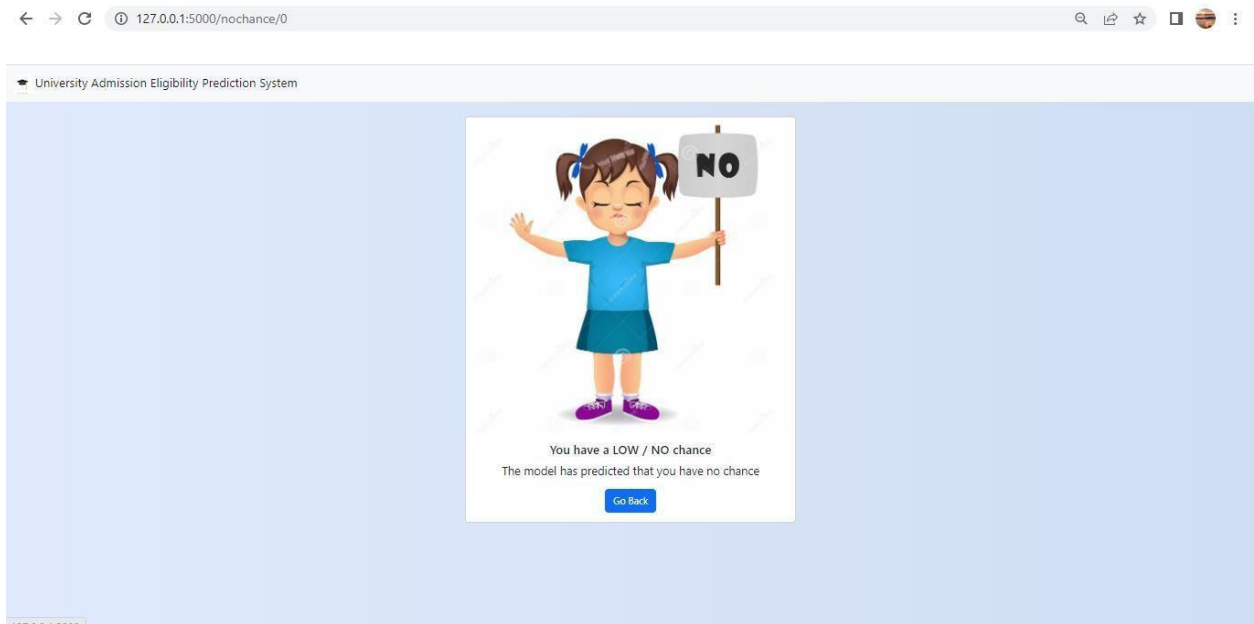 127.0.0.1:5000/nochance/0
University Admission Eligibility Prediction System
NO
You have a LOW / NO chance
The model has predicted that you have no chance
Go Back